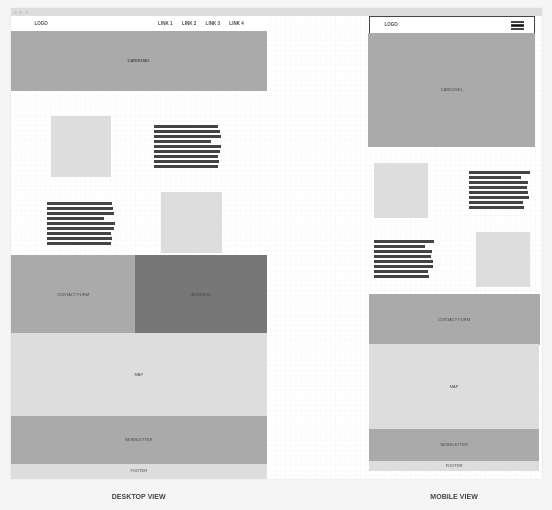 LOGO LINK 1 LINK 2 LINK 3 LINK 4
CAROUSEL
CONTACT FORM
ADDRESS
MAP
NEWSLETTER
FOOTER
DESKTOP VIEW
LOGO
CAROUSEL
CONTACT FORM
MAP
NEWSLETTER
FOOTER
MOBILE VIEW